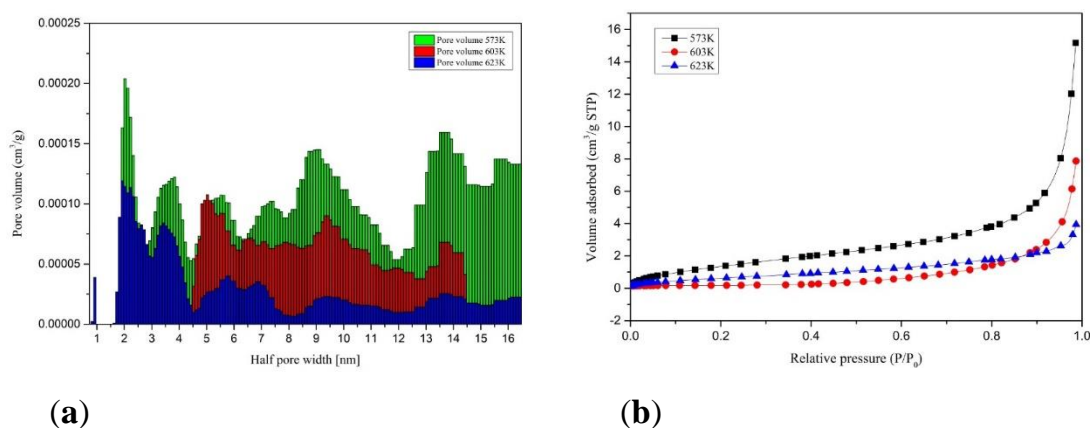 0.00025
0.00020
0.00015
0.00010
0.00005
0.00000
Pore volume (cm³/g)
Pore volume 573K
Pore volume 603K
Pore volume 623K
1 2 3 4 5 6 7 8 9 10 11 12 13 14 15 16
Half pore width [nm]
(a)
16
14
12
10
8
6
4
2
0
-2
Volume adsorbed (cm³/g STP)
573K
603K
623K
0.0 0.2 0.4 0.6 0.8 1.0
Relative pressure (P/P₀)
(b)